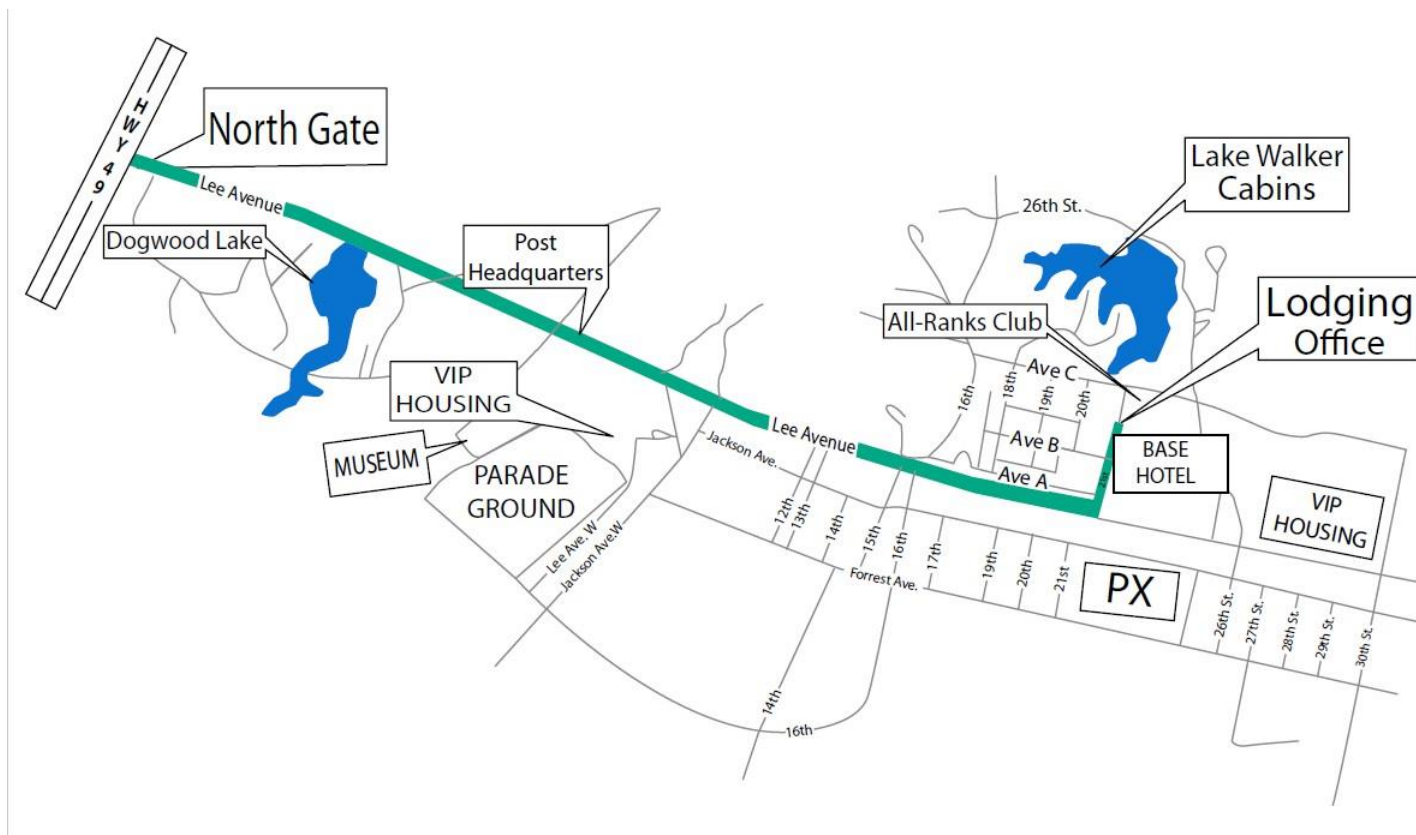 HWY 49
North Gate
Lee Avenue
Dogwood Lake
Post
Headquarters
Lake Walker
Cabins
26th St.
All-Ranks Club
Lodging
Office
VIP
HOUSING
MUSEUM
PARADE
GROUND
Lee Ave. W
Jackson Ave.W
Jackson Ave.
Lee Avenue
16th
18th
19th
20th
Ave C
Ave B
Ave A
21st
BASE
HOTEL
VIP
HOUSING
12th
13th
14th
15th
16th
17th
19th
20th
21st
Forrest Ave.
PX
26th St.
27th St.
28th St.
29th St.
30th St.
14th
16th